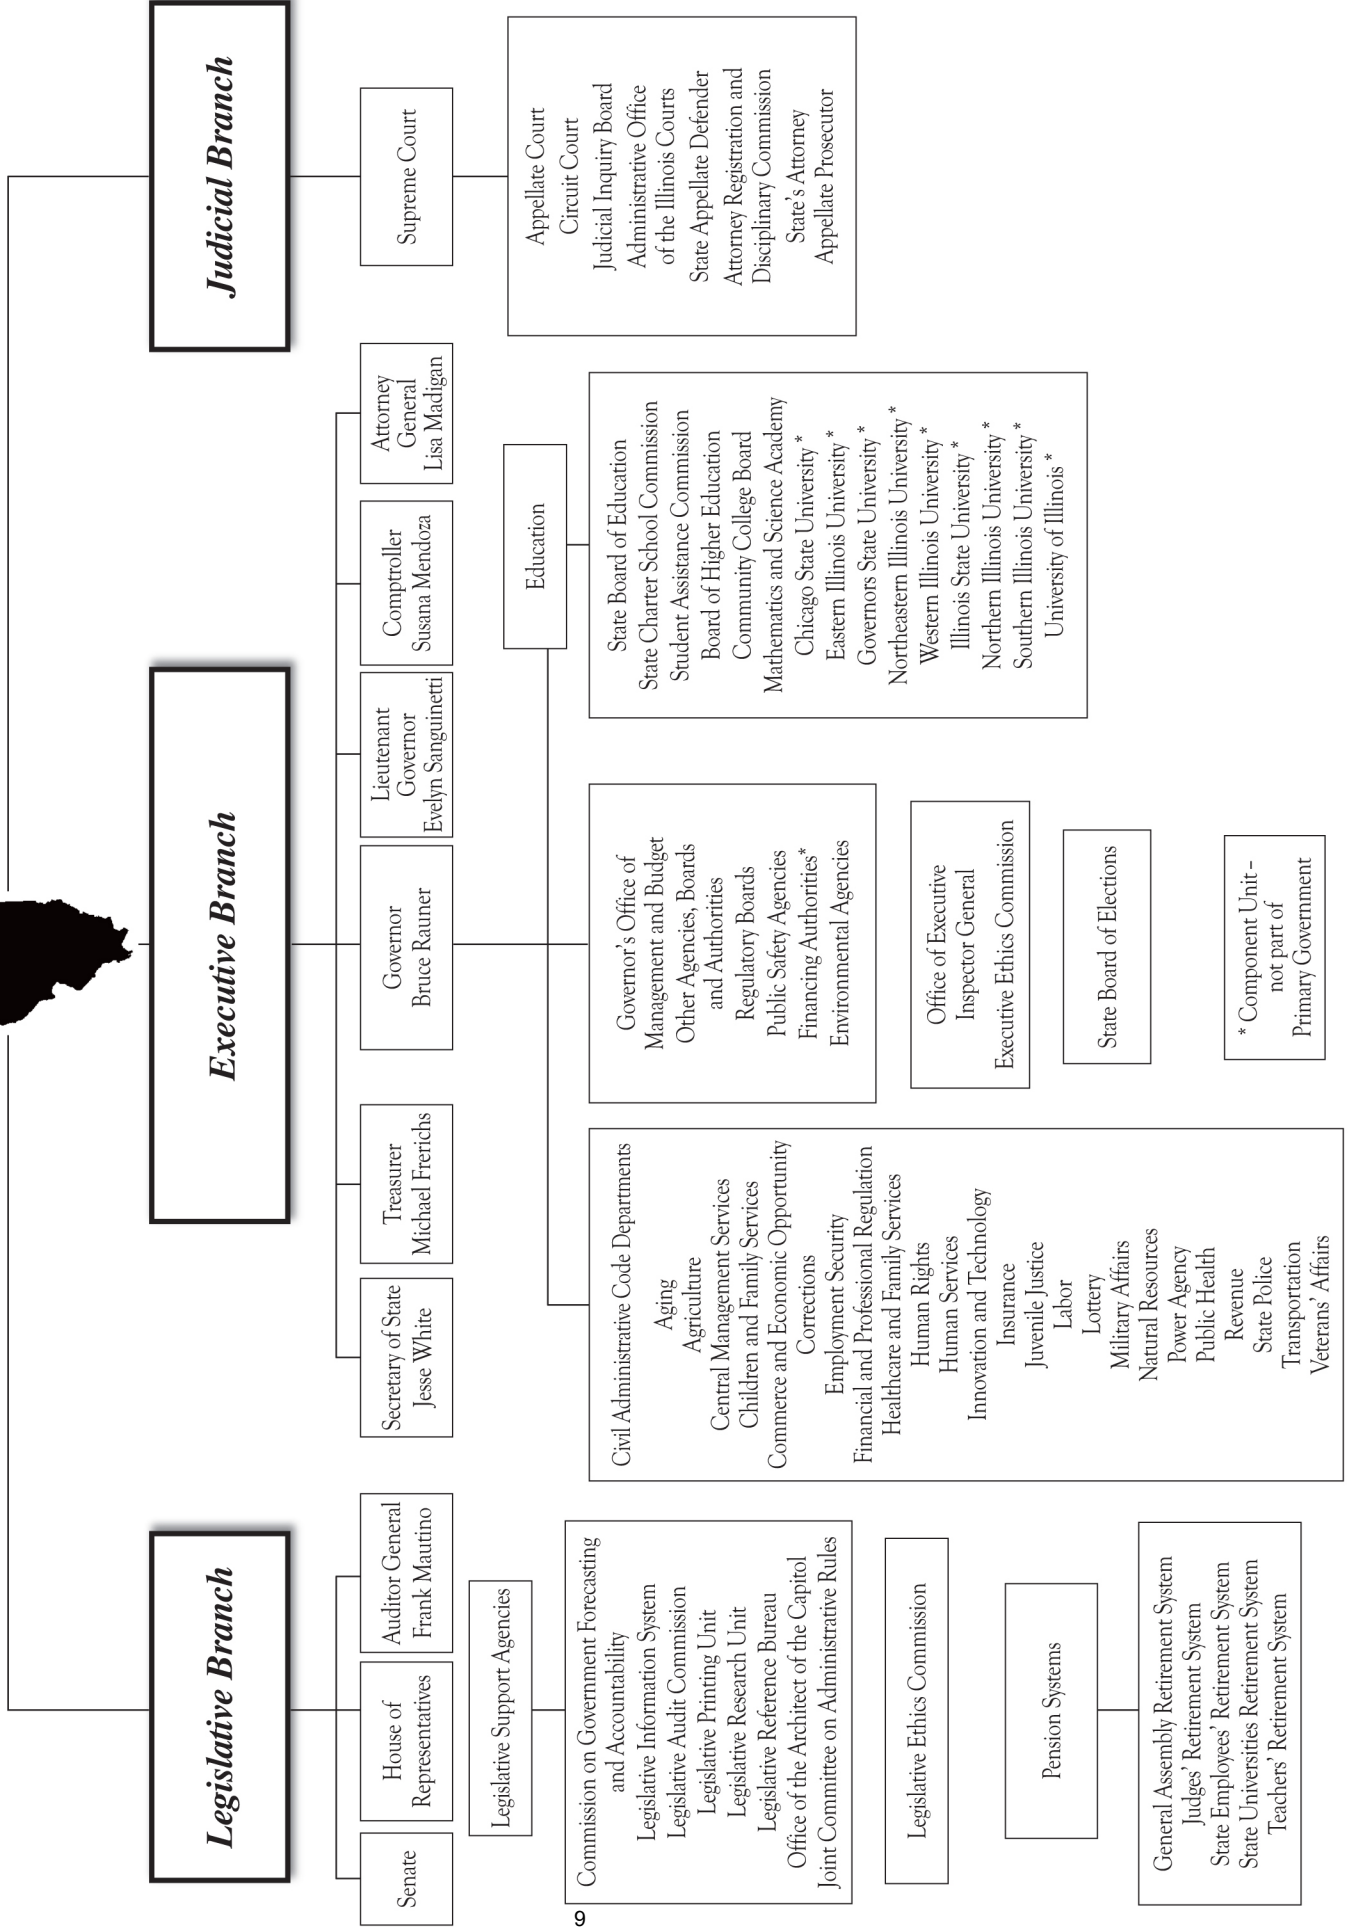 Legislative Branch
Senate
House of
Representatives
Auditor General
Frank Mautino
Legislative Support Agencies
Commission on Government Forecasting
and Accountability
Legislative Information System
Legislative Audit Commission
Legislative Printing Unit
Legislative Research Unit
Legislative Reference Bureau
Office of the Architect of the Capitol
Joint Committee on Administrative Rules
Legislative Ethics Commission
Pension Systems
General Assembly Retirement System
Judges' Retirement System
State Employees' Retirement System
State Universities Retirement System
Teachers' Retirement System
Executive Branch
Secretary of State
Jesse White
Treasurer
Michael Frerichs
Governor
Bruce Rauner
Lieutenant
Governor
Evelyn Sanguinetti
Comptroller
Susana Mendoza
Attorney
General
Lisa Madigan
Civil Administrative Code Departments
Aging
Agriculture
Central Management Services
Children and Family Services
Commerce and Economic Opportunity
Corrections
Employment Security
Financial and Professional Regulation
Healthcare and Family Services
Human Rights
Human Services
Innovation and Technology
Insurance
Juvenile Justice
Labor
Lottery
Military Affairs
Natural Resources
Power Agency
Public Health
Revenue
State Police
Transportation
Veterans' Affairs
Governor's Office of
Management and Budget
Other Agencies, Boards
and Authorities
Regulatory Boards
Public Safety Agencies
Financing Authorities*
Environmental Agencies
Office of Executive
Inspector General
Executive Ethics Commission
State Board of Elections
* Component Unit –
not part of
Primary Government
Education
State Board of Education
State Charter School Commission
Student Assistance Commission
Board of Higher Education
Community College Board
Mathematics and Science Academy
Chicago State University *
Eastern Illinois University *
Governors State University *
Northeastern Illinois University *
Western Illinois University *
Illinois State University *
Northern Illinois University *
Southern Illinois University *
University of Illinois *
Judicial Branch
Supreme Court
Appellate Court
Circuit Court
Judicial Inquiry Board
Administrative Office
of the Illinois Courts
State Appellate Defender
Attorney Registration and
Disciplinary Commission
State's Attorney
Appellate Prosecutor
9